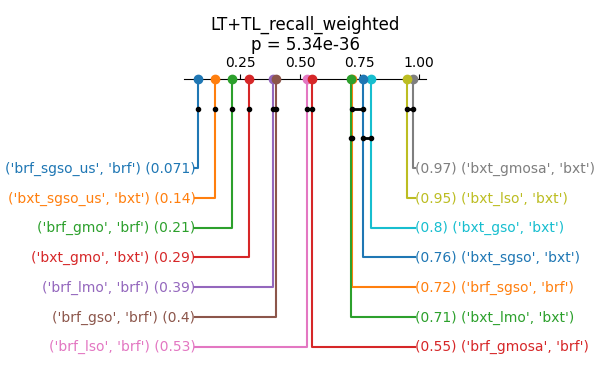 LT+TL_recall_weighted
p = 5.34e-36
0.25 0.50 0.75 1.00
('brf_sgso_us', 'brf') (0.071) (0.97) ('bxt_gmosa', 'bxt')
('bxt_sgso_us', 'bxt') (0.14) (0.95) ('bxt_lso', 'bxt')
('brf_gmo', 'brf') (0.21) (0.8) ('bxt_gso', 'bxt')
('bxt_gmo', 'bxt') (0.29) (0.76) ('bxt_sgso', 'bxt')
('brf_lmo', 'brf') (0.39) (0.72) ('brf_sgso', 'brf')
('brf_gso', 'brf') (0.4) (0.71) ('bxt_lmo', 'bxt')
('brf_lso', 'brf') (0.53) (0.55) ('brf_gmosa', 'brf')